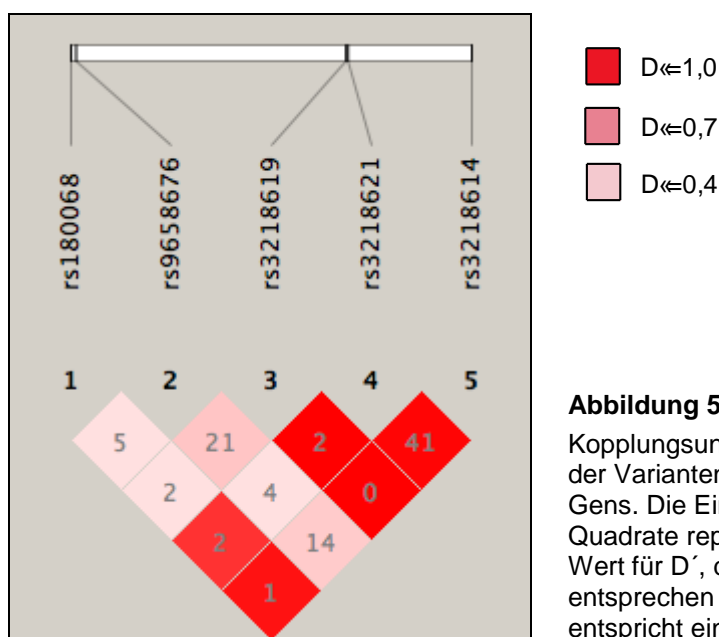 D⋘=1,0
D⋘=0,7
D⋘=0,4
rs180068
rs9658676
rs3218619
rs3218621
rs3218614
1 2 3 4 5
5 21 2 41
2 4 0
2 14
1
Abbildung 5
Kopplungsun
der Varianten
Gens. Die Ei
Quadrate rep
Wert für D´,
entsprechen
entspricht ein